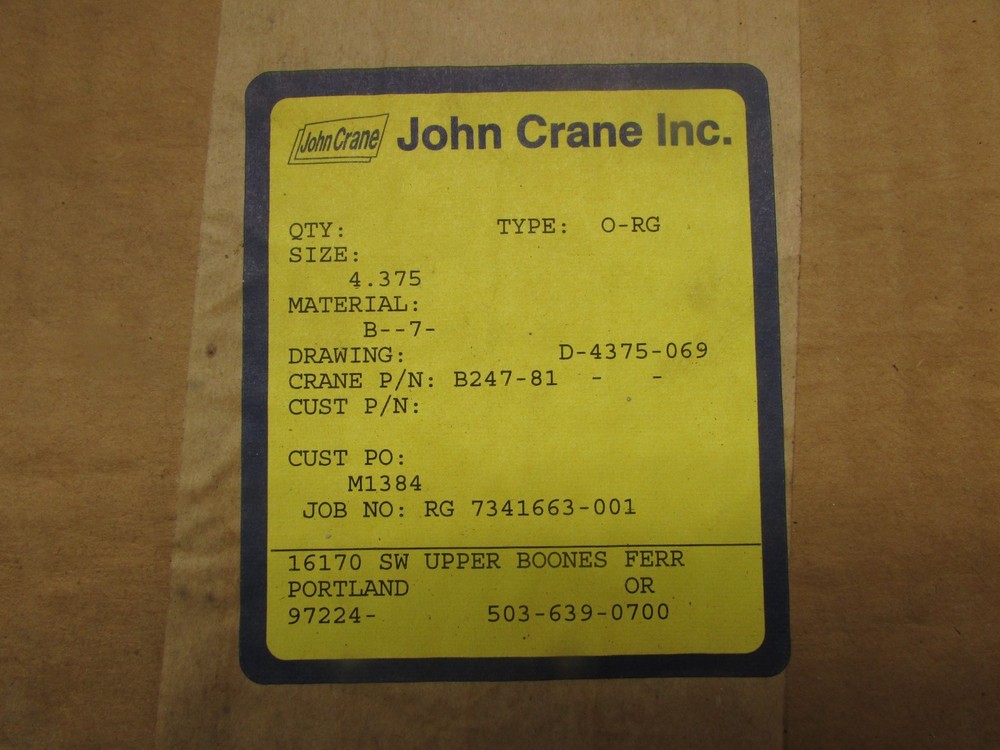 John Crane John Crane Inc.
QTY: TYPE: O-RG
SIZE:
4.375
MATERIAL:
B--7-
DRAWING: D-4375-069
CRANE P/N: B247-81 - -
CUST P/N:
CUST PO:
M1384
JOB NO: RG 7341663-001
16170 SW UPPER BOONES FERR
PORTLAND OR
97224- 503-639-0700